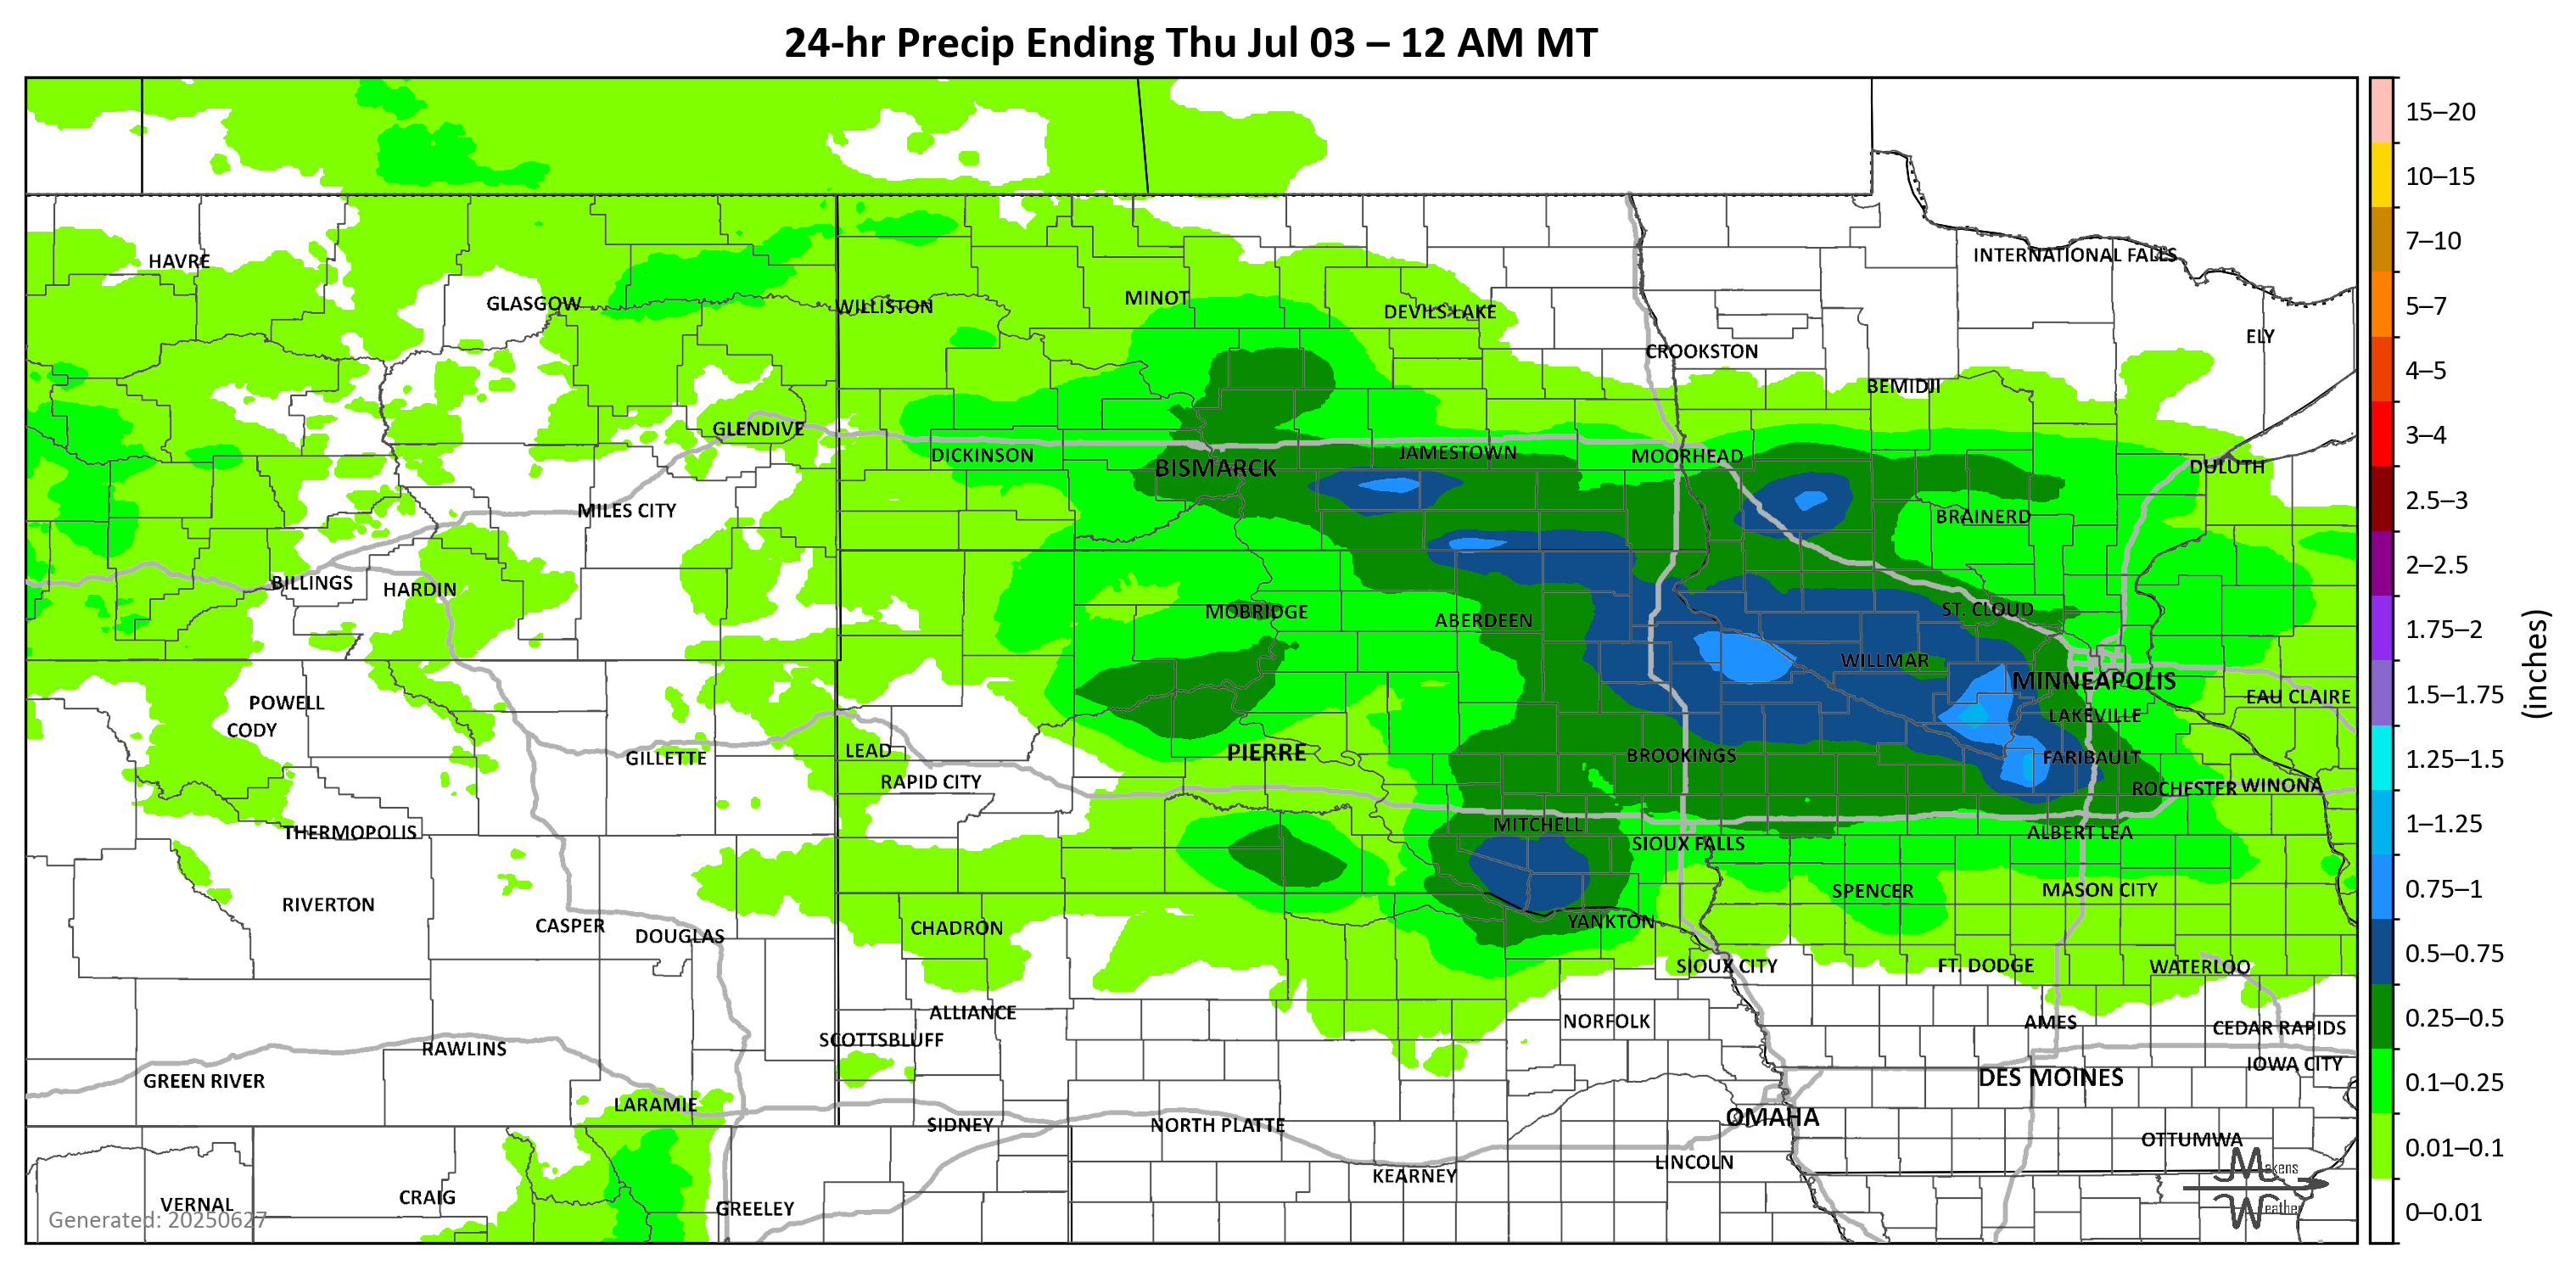 24-hr Precip Ending Thu Jul 03 – 12 AM MT
15–20
10–15
7–10
5–7
4–5
3–4
2.5–3
2–2.5
1.75–2
1.5–1.75
1.25–1.5
1–1.25
0.75–1
0.5–0.75
0.25–0.5
0.1–0.25
0.01–0.1
0–0.01
(inches)
HAVRE
INTERNATIONAL FALLS
GLASGOW
WILLISTON
MINOT
DEVILS LAKE
ELY
CROOKSTON
BEMIDJI
GLENDIVE
DICKINSON
BISMARCK
JAMESTOWN
MOORHEAD
DULUTH
MILES CITY
BRAINERD
BILLINGS
HARDIN
MOBRIDGE
ABERDEEN
ST. CLOUD
WILLMAR
MINNEAPOLIS
POWELL
CODY
EAU CLAIRE
LAKEVILLE
GILLETTE
LEAD
RAPID CITY
PIERRE
BROOKINGS
FARIBAULT
ROCHESTER
WINONA
THERMOPOLIS
MITCHELL
SIOUX FALLS
ALBERT LEA
RIVERTON
SPENCER
MASON CITY
CASPER
DOUGLAS
CHADRON
YANKTON
SIOUX CITY
FT. DODGE
WATERLOO
ALLIANCE
SCOTTSBLUFF
NORFOLK
AMES
CEDAR RAPIDS
RAWLINS
IOWA CITY
GREEN RIVER
DES MOINES
LARAMIE
SIDNEY
NORTH PLATTE
OMAHA
OTTUMWA
LINCOLN
KEARNEY
VERNAL
CRAIG
GREELEY
Generated: 20250627
Makens
Weather